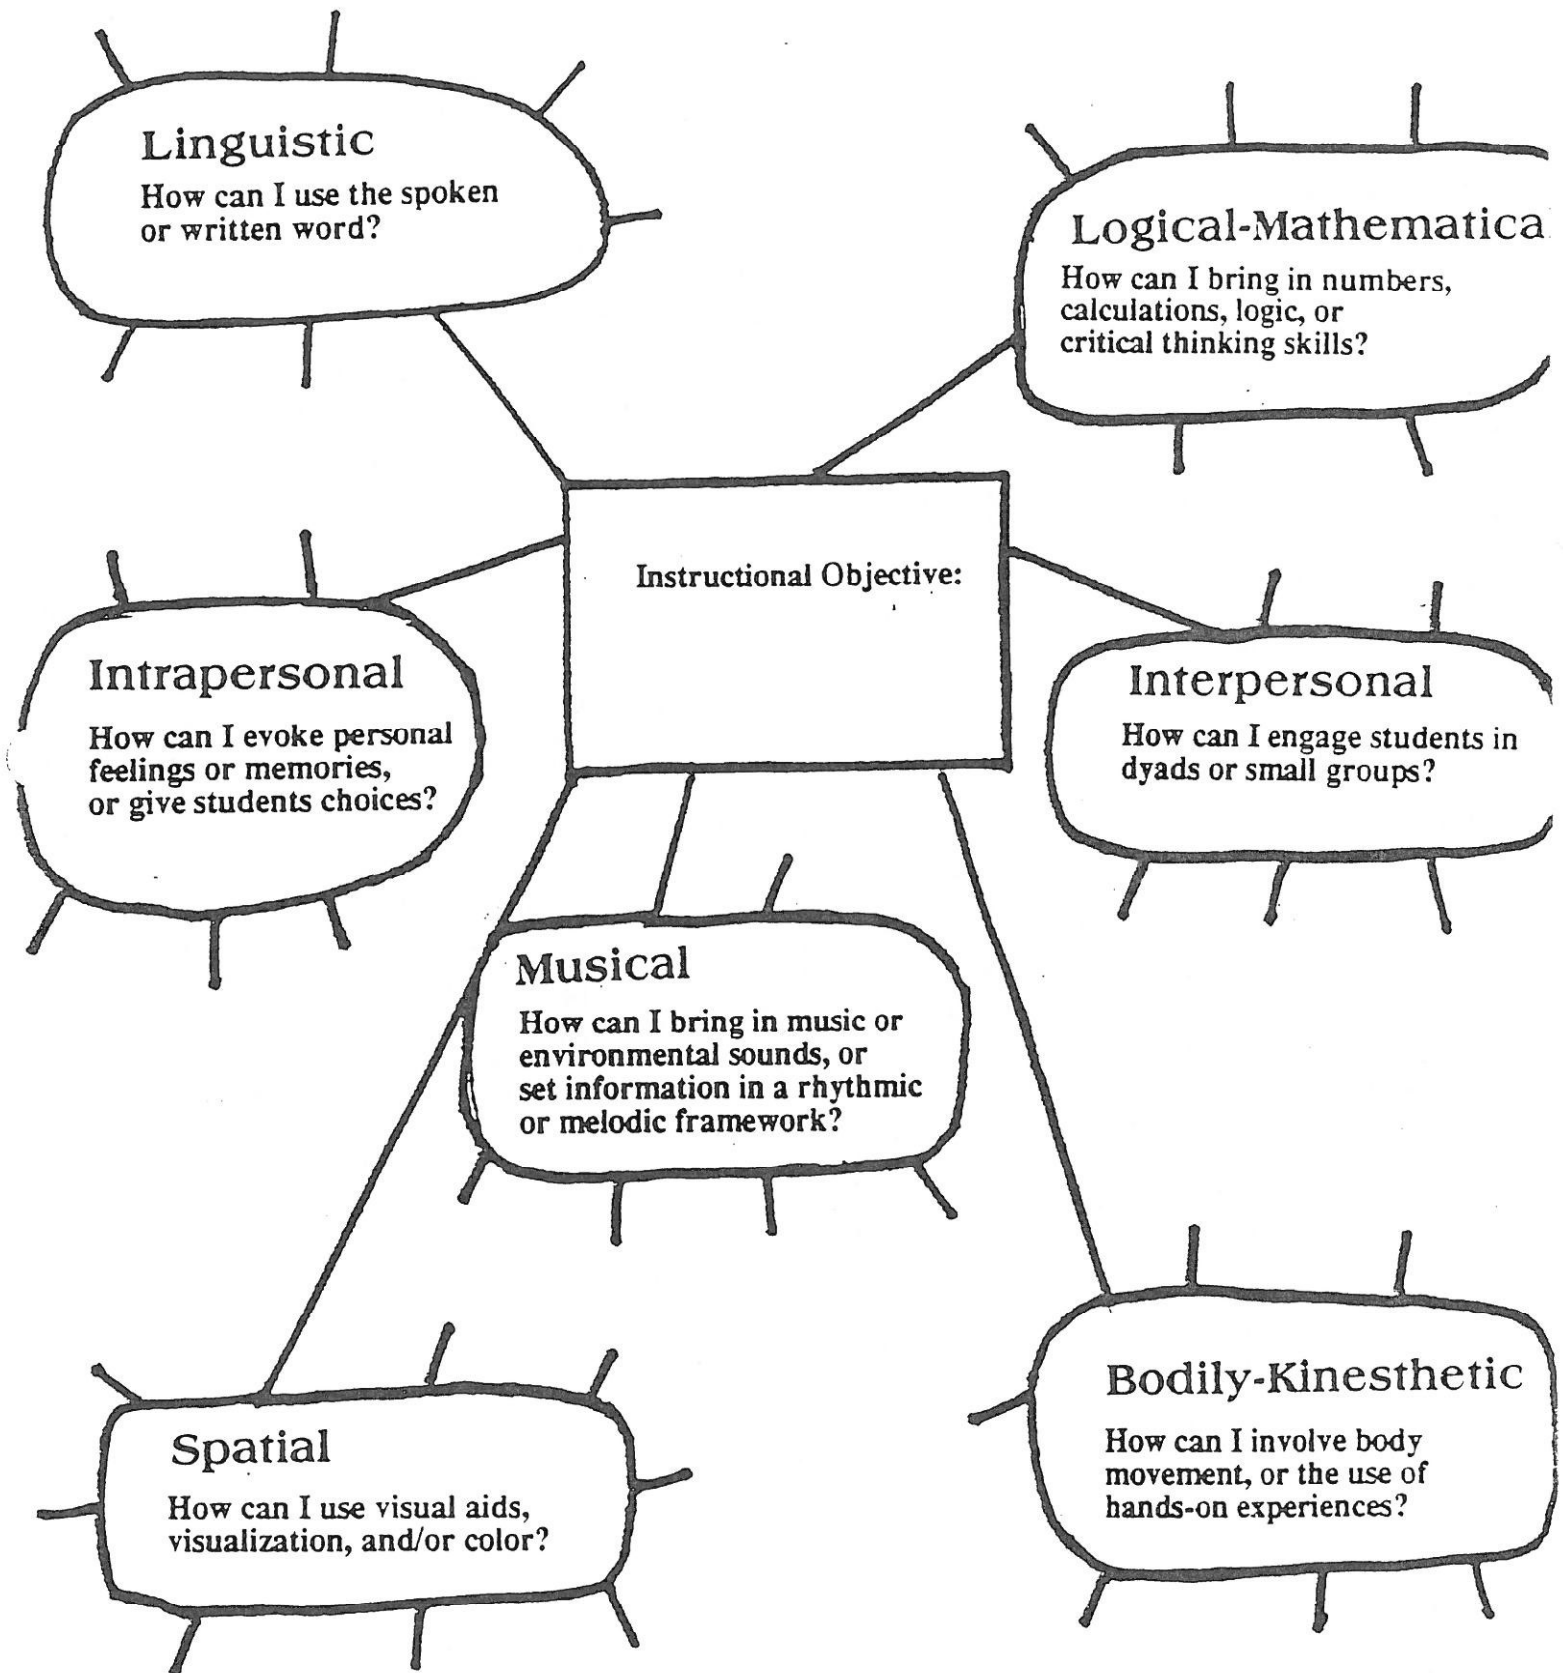 Linguistic
How can I use the spoken
or written word?
Logical-Mathematica
How can I bring in numbers,
calculations, logic, or
critical thinking skills?
Instructional Objective:
Intrapersonal
How can I evoke personal
feelings or memories,
or give students choices?
Interpersonal
How can I engage students in
dyads or small groups?
Musical
How can I bring in music or
environmental sounds, or
set information in a rhythmic
or melodic framework?
Bodily-Kinesthetic
How can I involve body
movement, or the use of
hands-on experiences?
Spatial
How can I use visual aids,
visualization, and/or color?